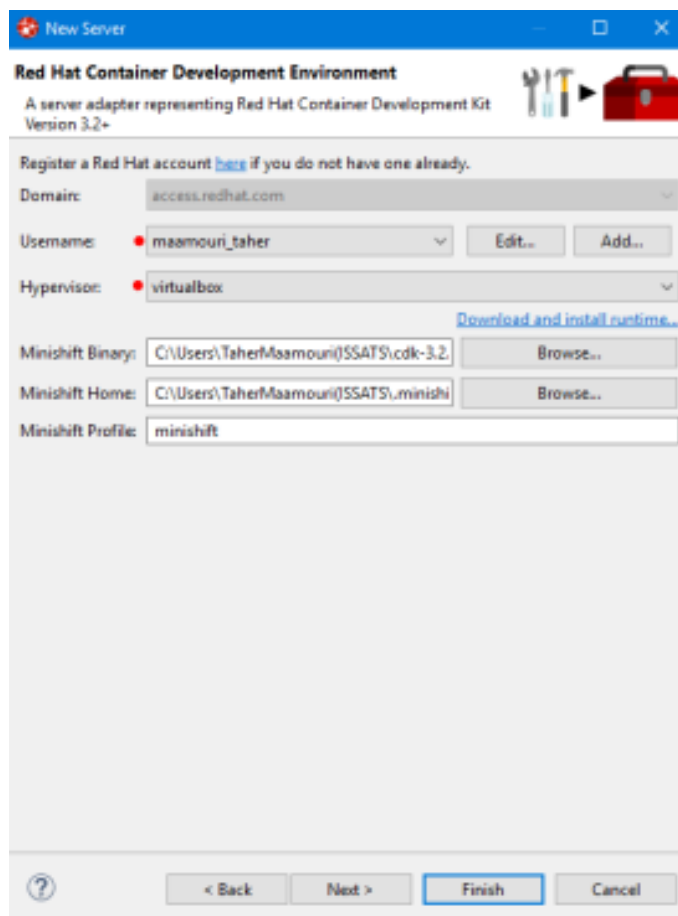 New Server
Red Hat Container Development Environment
A server adapter representing Red Hat Container Development Kit
Version 3.2+
Register a Red Hat account here if you do not have one already.
Domain: access.redhat.com
Username: maamouri_taher Edit... Add...
Hypervisor: virtualbox
Download and install runtime...
Minishift Binary: C:\Users\TaherMaamouri(ISSATS\cdk-3.2. Browse...
Minishift Home: C:\Users\TaherMaamouri(ISSATS\.minishi Browse...
Minishift Profile: minishift
< Back Next > Finish Cancel